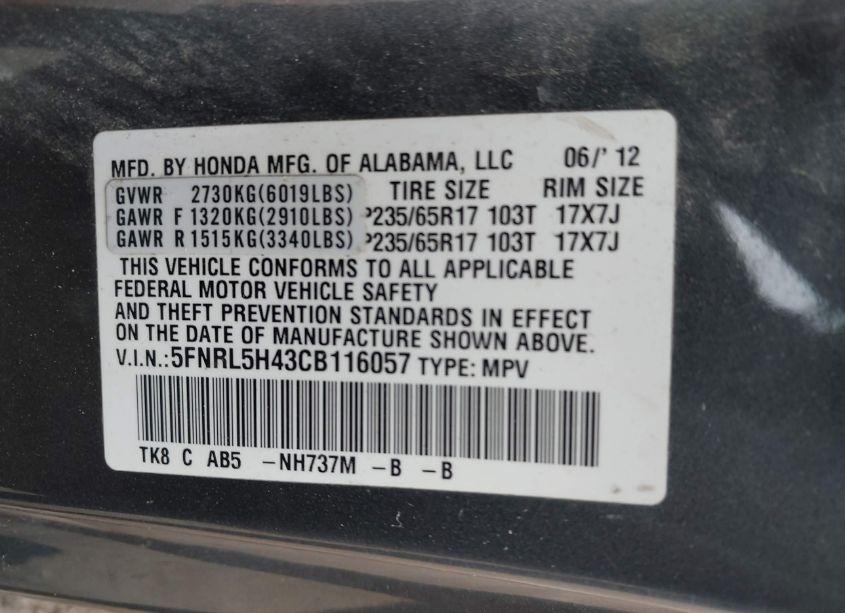 MFD. BY HONDA MFG. OF ALABAMA, LLC 06/' 12
GVWR 2730KG(6019LBS) TIRE SIZE RIM SIZE
GAWR F 1320KG(2910LBS) P235/65R17 103T 17X7J
GAWR R 1515KG(3340LBS) P235/65R17 103T 17X7J
THIS VEHICLE CONFORMS TO ALL APPLICABLE
FEDERAL MOTOR VEHICLE SAFETY
AND THEFT PREVENTION STANDARDS IN EFFECT
ON THE DATE OF MANUFACTURE SHOWN ABOVE.
V.I.N.:5FNRL5H43CB116057 TYPE: MPV
TK8 C AB5 -NH737M -B -B